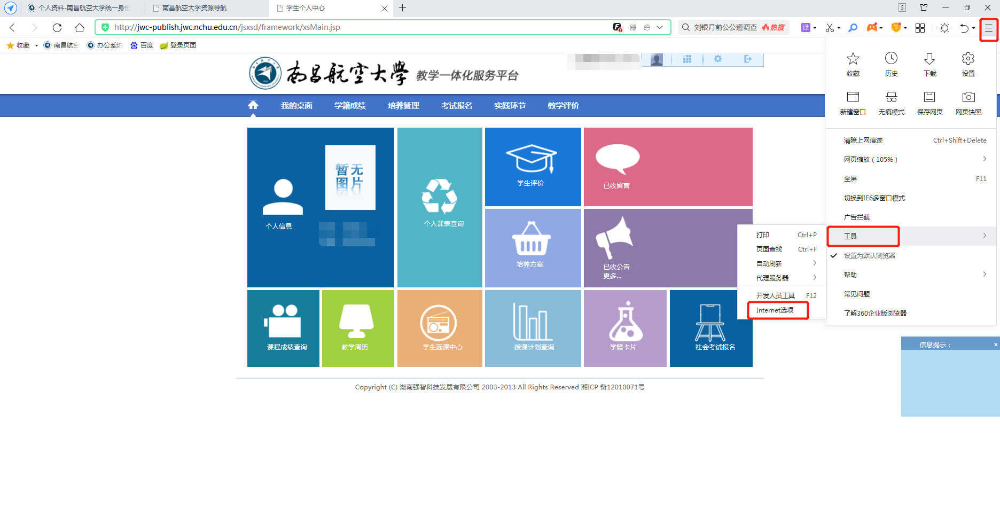 个人资料-南昌航空大学统一身份
南昌航空大学资源导航
学生个人中心
3
http://jwc-publish.jwc.nchu.edu.cn/jsxsd/framework/xsMain.jsp
刘银月前公公遭调查
热搜
译
收藏
南昌航空
办公系统
百度
登录页面
南昌航空大学
教学一体化服务平台
我的桌面
学籍成绩
培养管理
考试报名
实践环节
教学评价
暂无
图片
个人信息
个人课表查询
学生评价
已收留言
培养方案
已收公告
更多...
课程成绩查询
教学周历
学生选课中心
授课计划查询
学籍卡片
社会考试报名
Copyright (C) 湖南强智科技发展有限公司 2003-2013 All Rights Reserved 湘ICP 备12010071号
收藏
历史
下载
设置
新建窗口
无痕模式
保存网页
网页快照
清除上网痕迹 Ctrl+Shift+Delete
网页缩放（105%）
全屏 F11
切换到IE6多窗口模式
广告拦截
工具
设置为默认浏览器
帮助
常见问题
了解360企业版浏览器
打印 Ctrl+P
页面查找 Ctrl+F
自动刷新
代理服务器
开发人员工具 F12
Internet选项
信息提示：